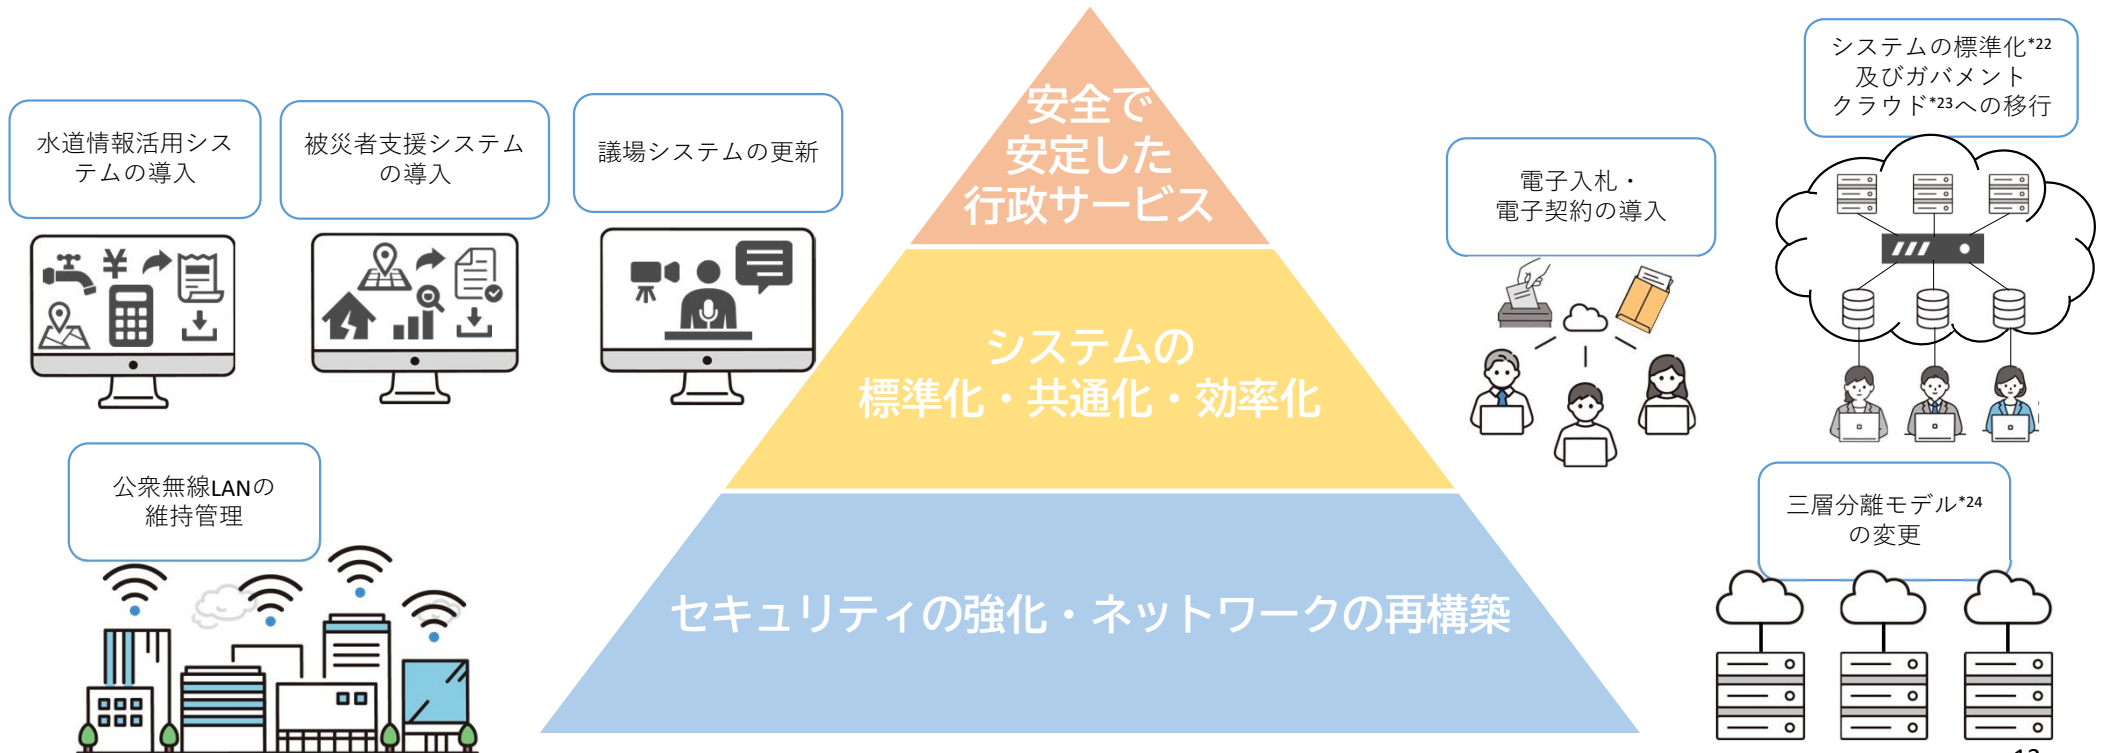 水道情報活用シス
テムの導入
被災者支援システム
の導入
議場システムの更新
公衆無線LANの
維持管理
安全で
安定した
行政サービス
システムの
標準化・共通化・効率化
セキュリティの強化・ネットワークの再構築
電子入札・
電子契約の導入
システムの標準化*22
及びガバメント
クラウド*23への移行
三層分離モデル*24
の変更